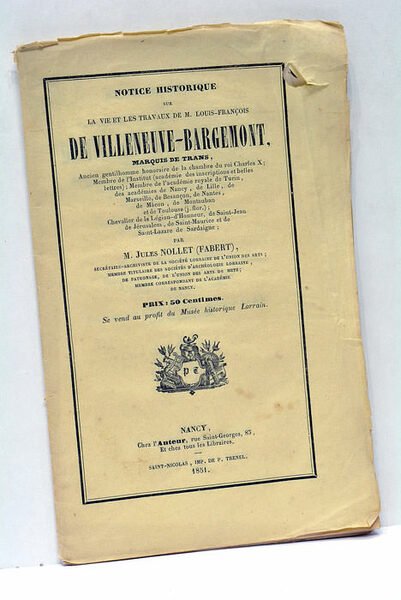 NOTICE HISTORIQUE
SUR
LA VIE ET LES TRAVAUX DE M. LOUIS-FRANÇOIS
DE VILLENEUVE-BARGEMONT,
MARQUIS DE TRANS,
Ancien gentilhomme honoraire de la chambre du roi Charles X;
Membre de l'Institut (académie des inscriptions et belles
lettres); Membre de l'académie royale de Turin,
des académies de Nancy, de Lille, de
Marseille, de Besançon, de Nantes,
de Mâcon, de Montauban
et de Toulouse (j. flor.);
Chevalier de la Légion-d'Honneur, de Saint-Jean
de Jérusalem, de Saint-Maurice et de
Saint-Lazare de Sardaigne;
PAR
M. JULES NOLLET (FABERT),
SECRÉTAIRE-ARCHIVISTE DE LA SOCIÉTÉ LORRAINE DE L'UNION DES ARTS;
MEMBRE TITULAIRE DES SOCIÉTÉS D'ARCHÉOLOGIE LORRAINE,
DE PATRONAGE, DE L'UNION DES ARTS DE METZ;
MEMBRE CORRESPONDANT DE L'ACADÉMIE
DE NANCY.
PRIX: 50 Centimes.
Se vend au profit du Musée historique Lorrain.
P T
NANCY,
Chez l'Auteur, rue Saint-Georges, 83,
Et chez tous les Libraires.
SAINT-NICOLAS, IMP. DE P. TRENEL.
1851.